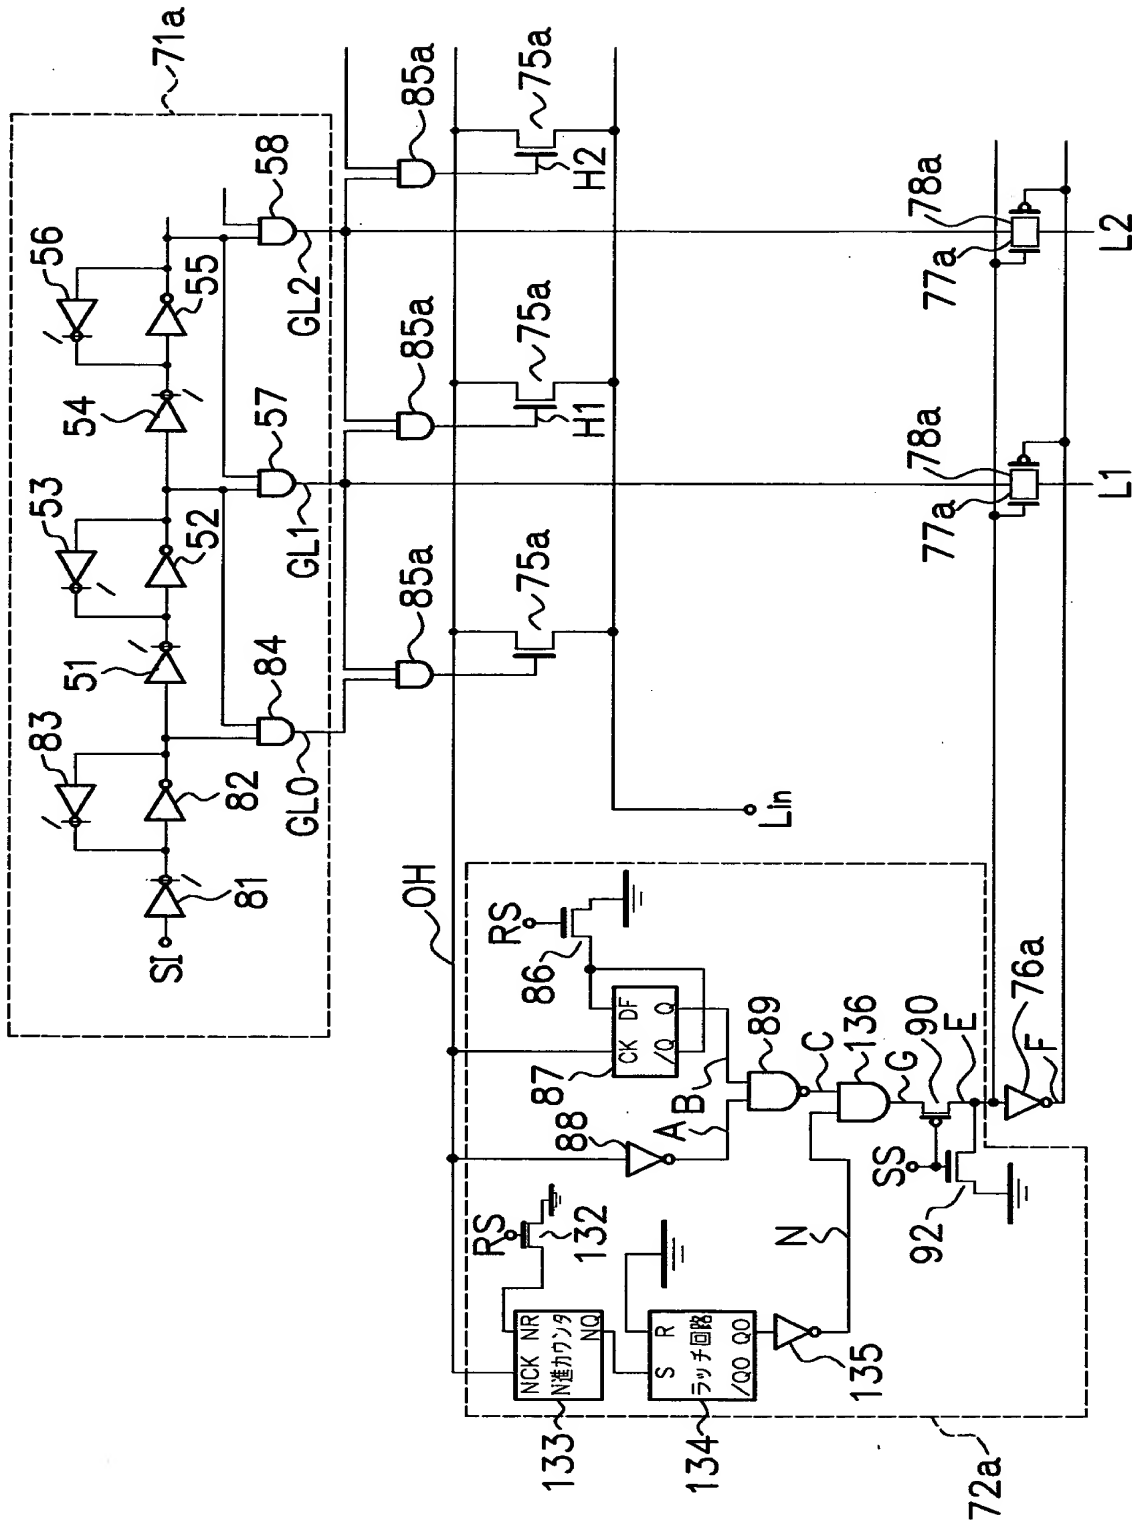 71a
83
53
56
81
82
51
52
54
55
SI
84
57
58
GL0
GL1
GL2
85a
85a
85a
OH
75a
75a
75a
H1
H2
Lin
RS
86
CK DF
/Q Q
87
88
A
B
89
C
136
G
90
E
76a
F
SS
92
N
RS
132
NCK NR
N進カウンタ
NQ
133
S R
ラッチ回路
/QO QO
134
135
72a
77a
78a
L1
77a
78a
L2